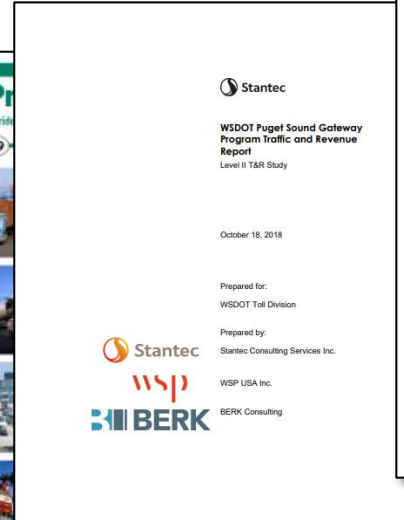 Stantec
WSDOT Puget Sound Gateway
Program Traffic and Revenue
Report
Level II T&R Study
October 18, 2018
Prepared for:
WSDOT Toll Division
Prepared by:
Stantec Consulting Services Inc.
WSP USA Inc.
BERK Consulting
Stantec
wsp
BERK